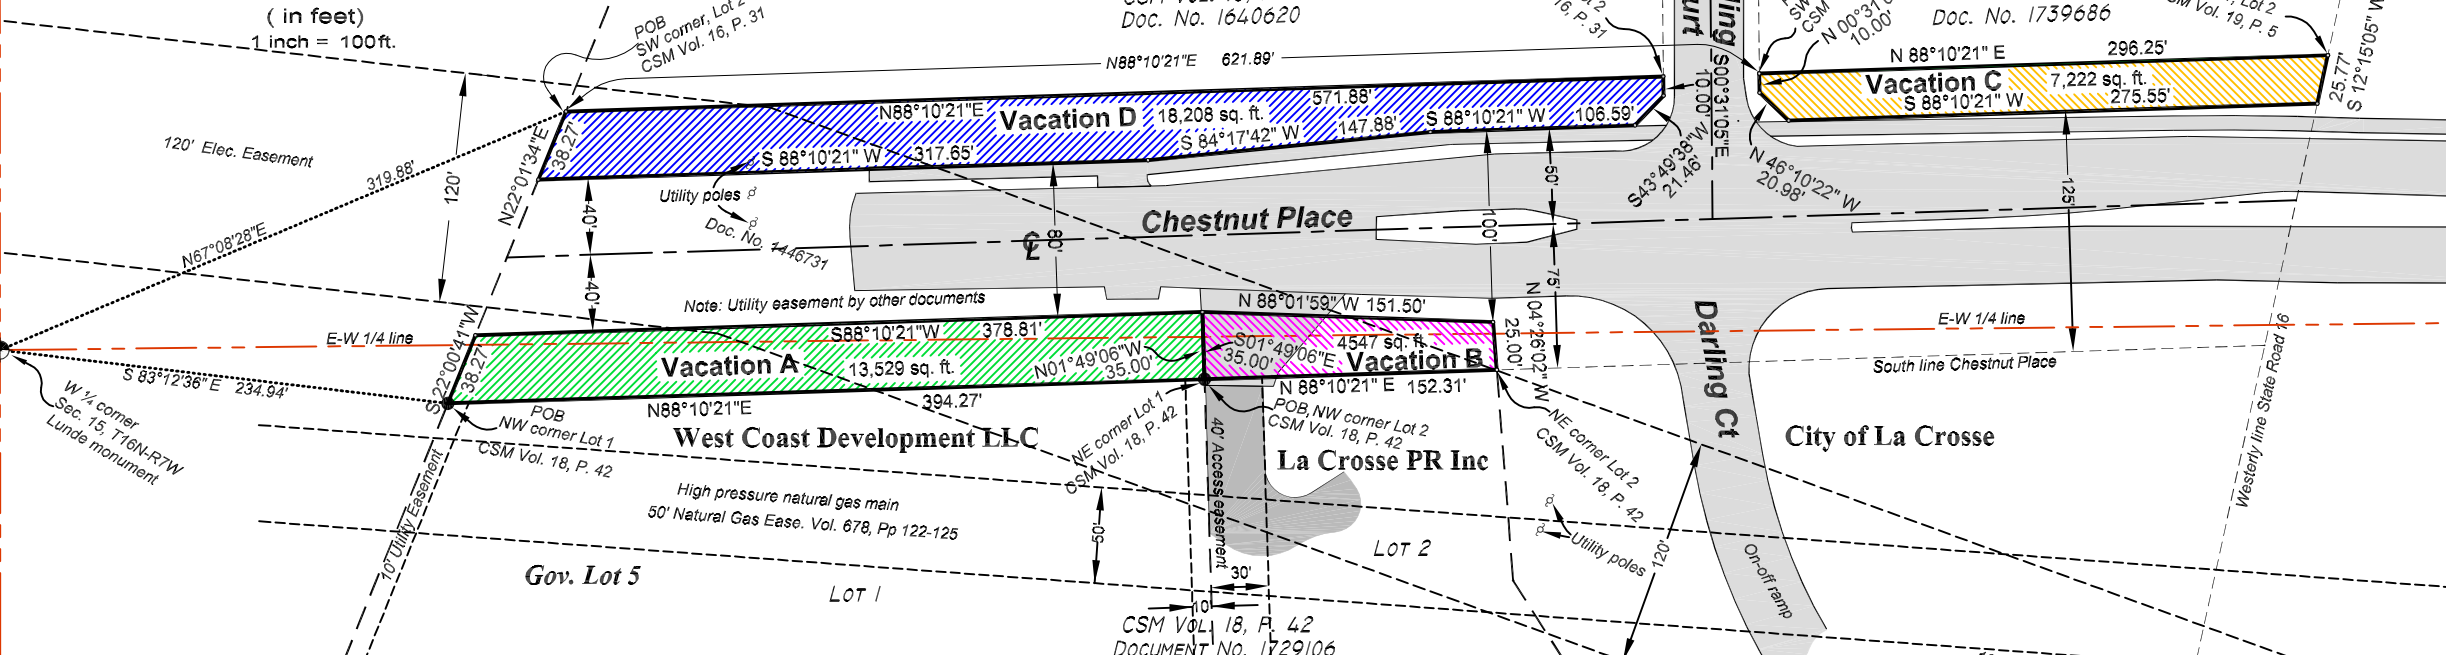 ( in feet)
1 inch = 100ft.
POB
SW corner, Lot 2
CSM Vol. 16, P. 31
Doc. No. 1640620
N88°10'21"E 621.89'
16, P. 31
N 00°31'0
10.00'
Doc. No. 1739686
Lot 2
Vol. 19, P. 5
N 88°10'21" E 296.25'
Vacation C 7,222 sq. ft.
S 88°10'21" W 275.55'
25.77'
S 12°15'05" W
120' Elec. Easement
120'
319.88'
N67°08'28"E
N22°01'34"E
38.27'
N88°10'21"E
Vacation D
18,208 sq. ft.
571.88'
S 88°10'21" W 317.65'
S 84°17'42" W
147.88'
S 88°10'21" W 106.59'
S00°31'05"E
10.00'
S43°49'38"W
21.46'
N 46°10'22" W
20.98'
Utility poles
Doc. No. 1446731
40'
40'
80'
100'
50'
75'
125'
Chestnut Place
Note: Utility easement by other documents
E-W 1/4 line
E-W 1/4 line
South line Chestnut Place
Westerly line State Road 16
W ¼ corner
Sec. 15, T16N-R7W
Lunde monument
S 83°12'36" E 234.94'
S22°00'41"W
38.27'
S88°10'21"W 378.81'
Vacation A
13,529 sq. ft.
N01°49'06"W
35.00'
N88°10'21"E
394.27'
S01°49'06"E
35.00'
N 88°01'59" W 151.50'
4547 sq. ft.
Vacation B
N 88°10'21" E 152.31'
25.00'
N 04°26'02" W
POB
NW corner Lot 1
CSM Vol. 18, P. 42
West Coast Development LLC
NE corner Lot 1
CSM Vol. 18, P. 42
POB, NW corner Lot 2
CSM Vol. 18, P. 42
La Crosse PR Inc
NE corner Lot 2
CSM Vol. 18, P. 42
Darling Ct
City of La Crosse
10' Utility Easement
High pressure natural gas main
50' Natural Gas Ease. Vol. 678, Pp 122-125
50'
40' Access easement
Gov. Lot 5
LOT 1
LOT 2
Utility poles
120'
On-off ramp
30'
10'
CSM VOL. 18, P. 42
DOCUMENT NO. 1729106